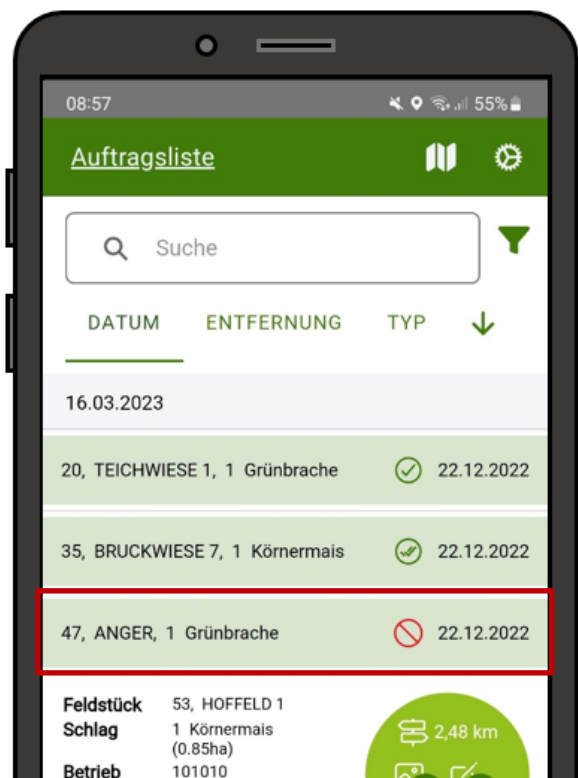 08:57 55%
Auftragsliste
Suche
DATUM ENTFERNUNG TYP
16.03.2023
20, TEICHWIESE 1, 1 Grünbrache 22.12.2022
35, BRUCKWIESE 7, 1 Körnermais 22.12.2022
47, ANGER, 1 Grünbrache 22.12.2022
Feldstück 53, HOFFELD 1
Schlag 1 Körnermais 2,48 km
(0.85ha)
Betrieb 101010